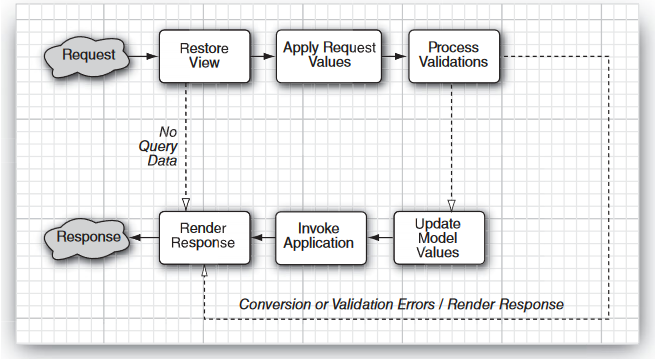 Request
Restore
View
Apply Request
Values
Process
Validations
No
Query
Data
Response
Render
Response
Invoke
Application
Update
Model
Values
Conversion or Validation Errors / Render Response